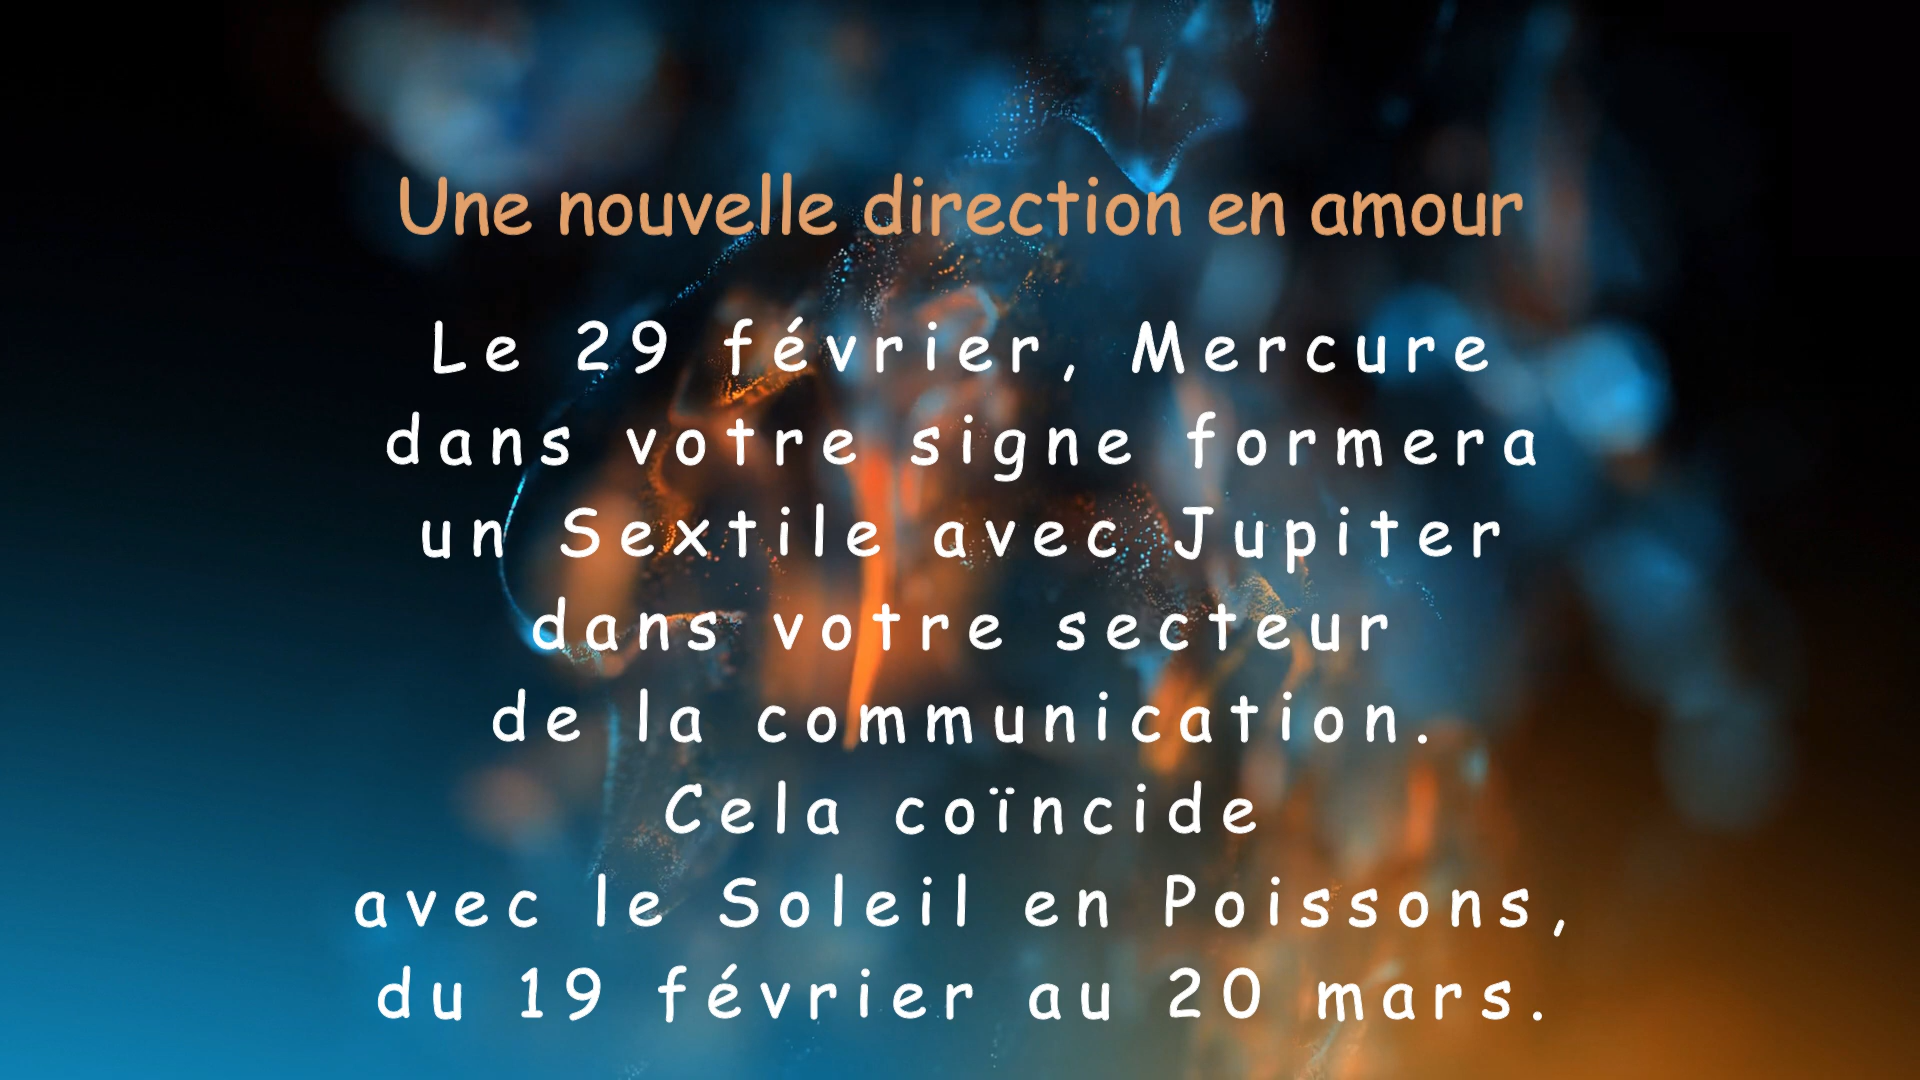 Une nouvelle direction en amour
Le 29 février, Mercure
dans votre signe formera
un Sextile avec Jupiter
dans votre secteur
de la communication.
Cela coïncide
avec le Soleil en Poissons,
du 19 février au 20 mars.